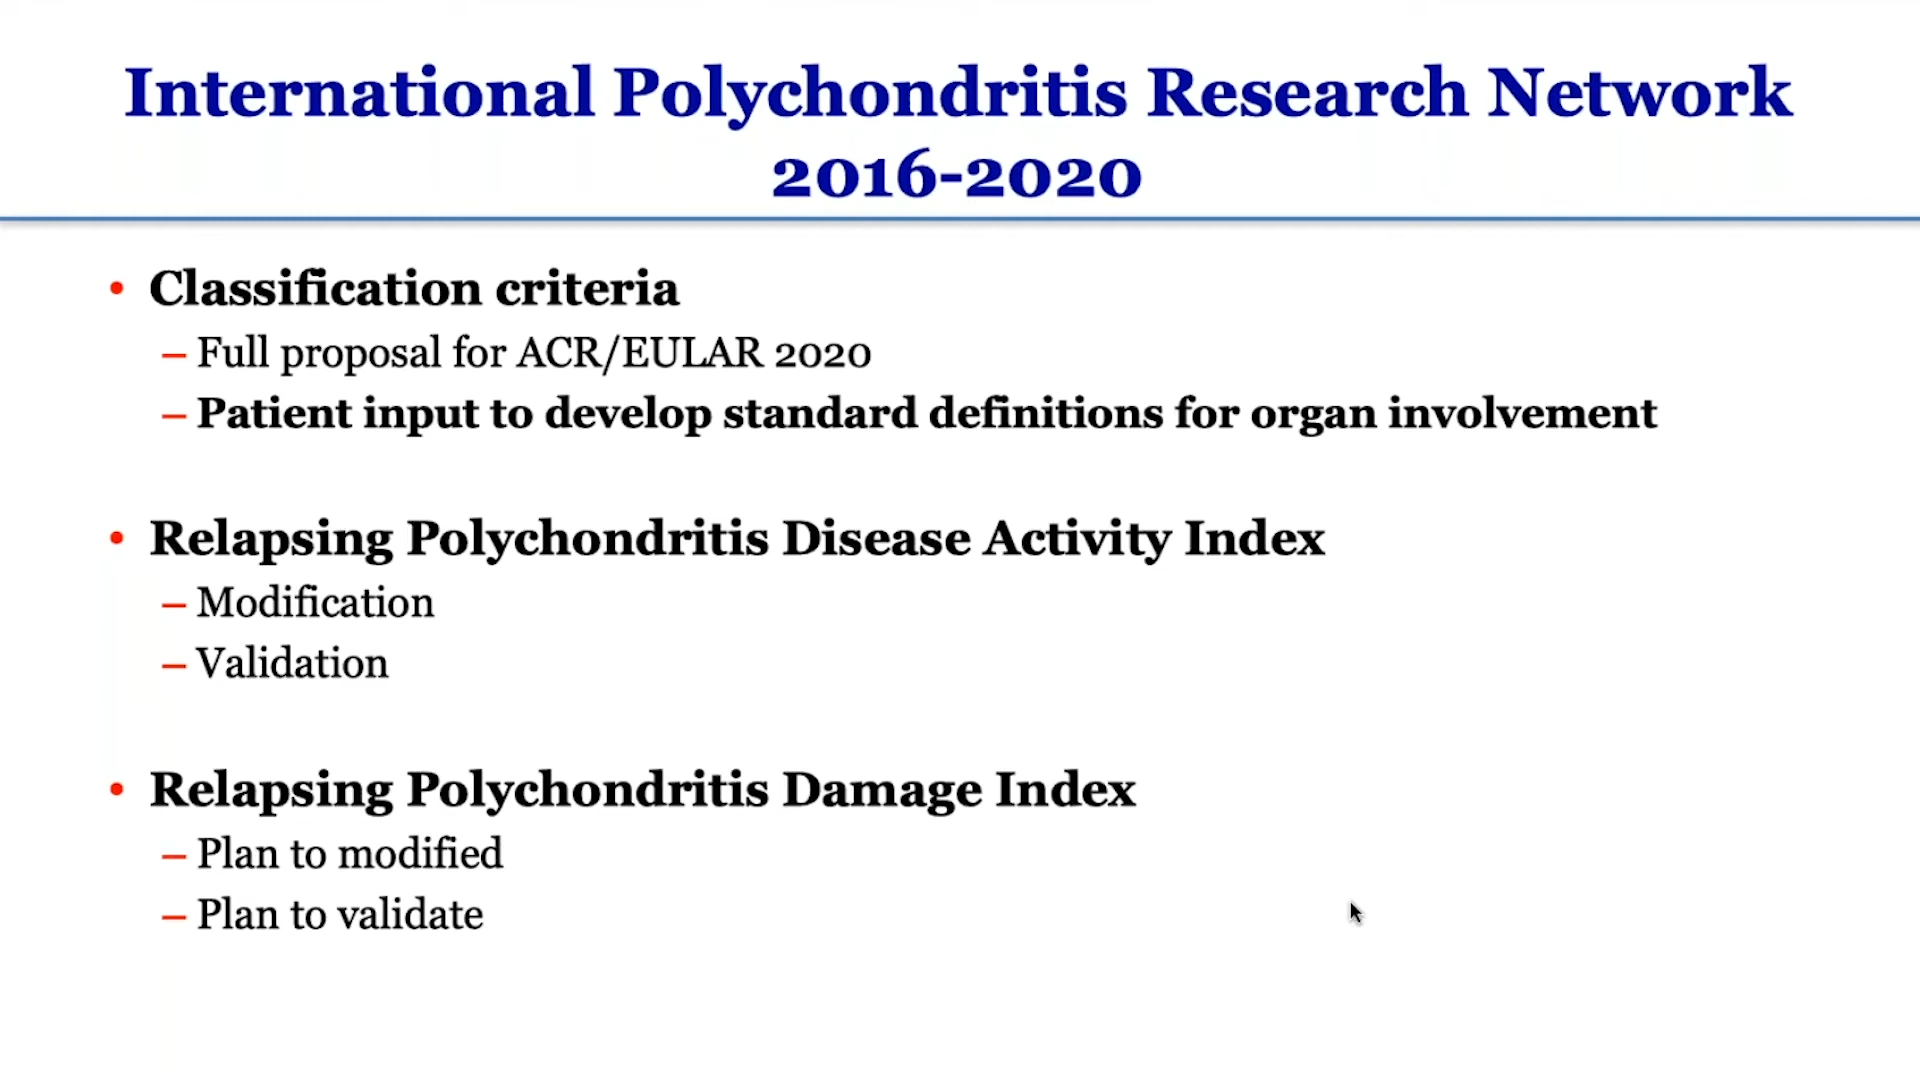 International Polychondritis Research Network
2016-2020
• Classification criteria
– Full proposal for ACR/EULAR 2020
– Patient input to develop standard definitions for organ involvement
• Relapsing Polychondritis Disease Activity Index
– Modification
– Validation
• Relapsing Polychondritis Damage Index
– Plan to modified
– Plan to validate